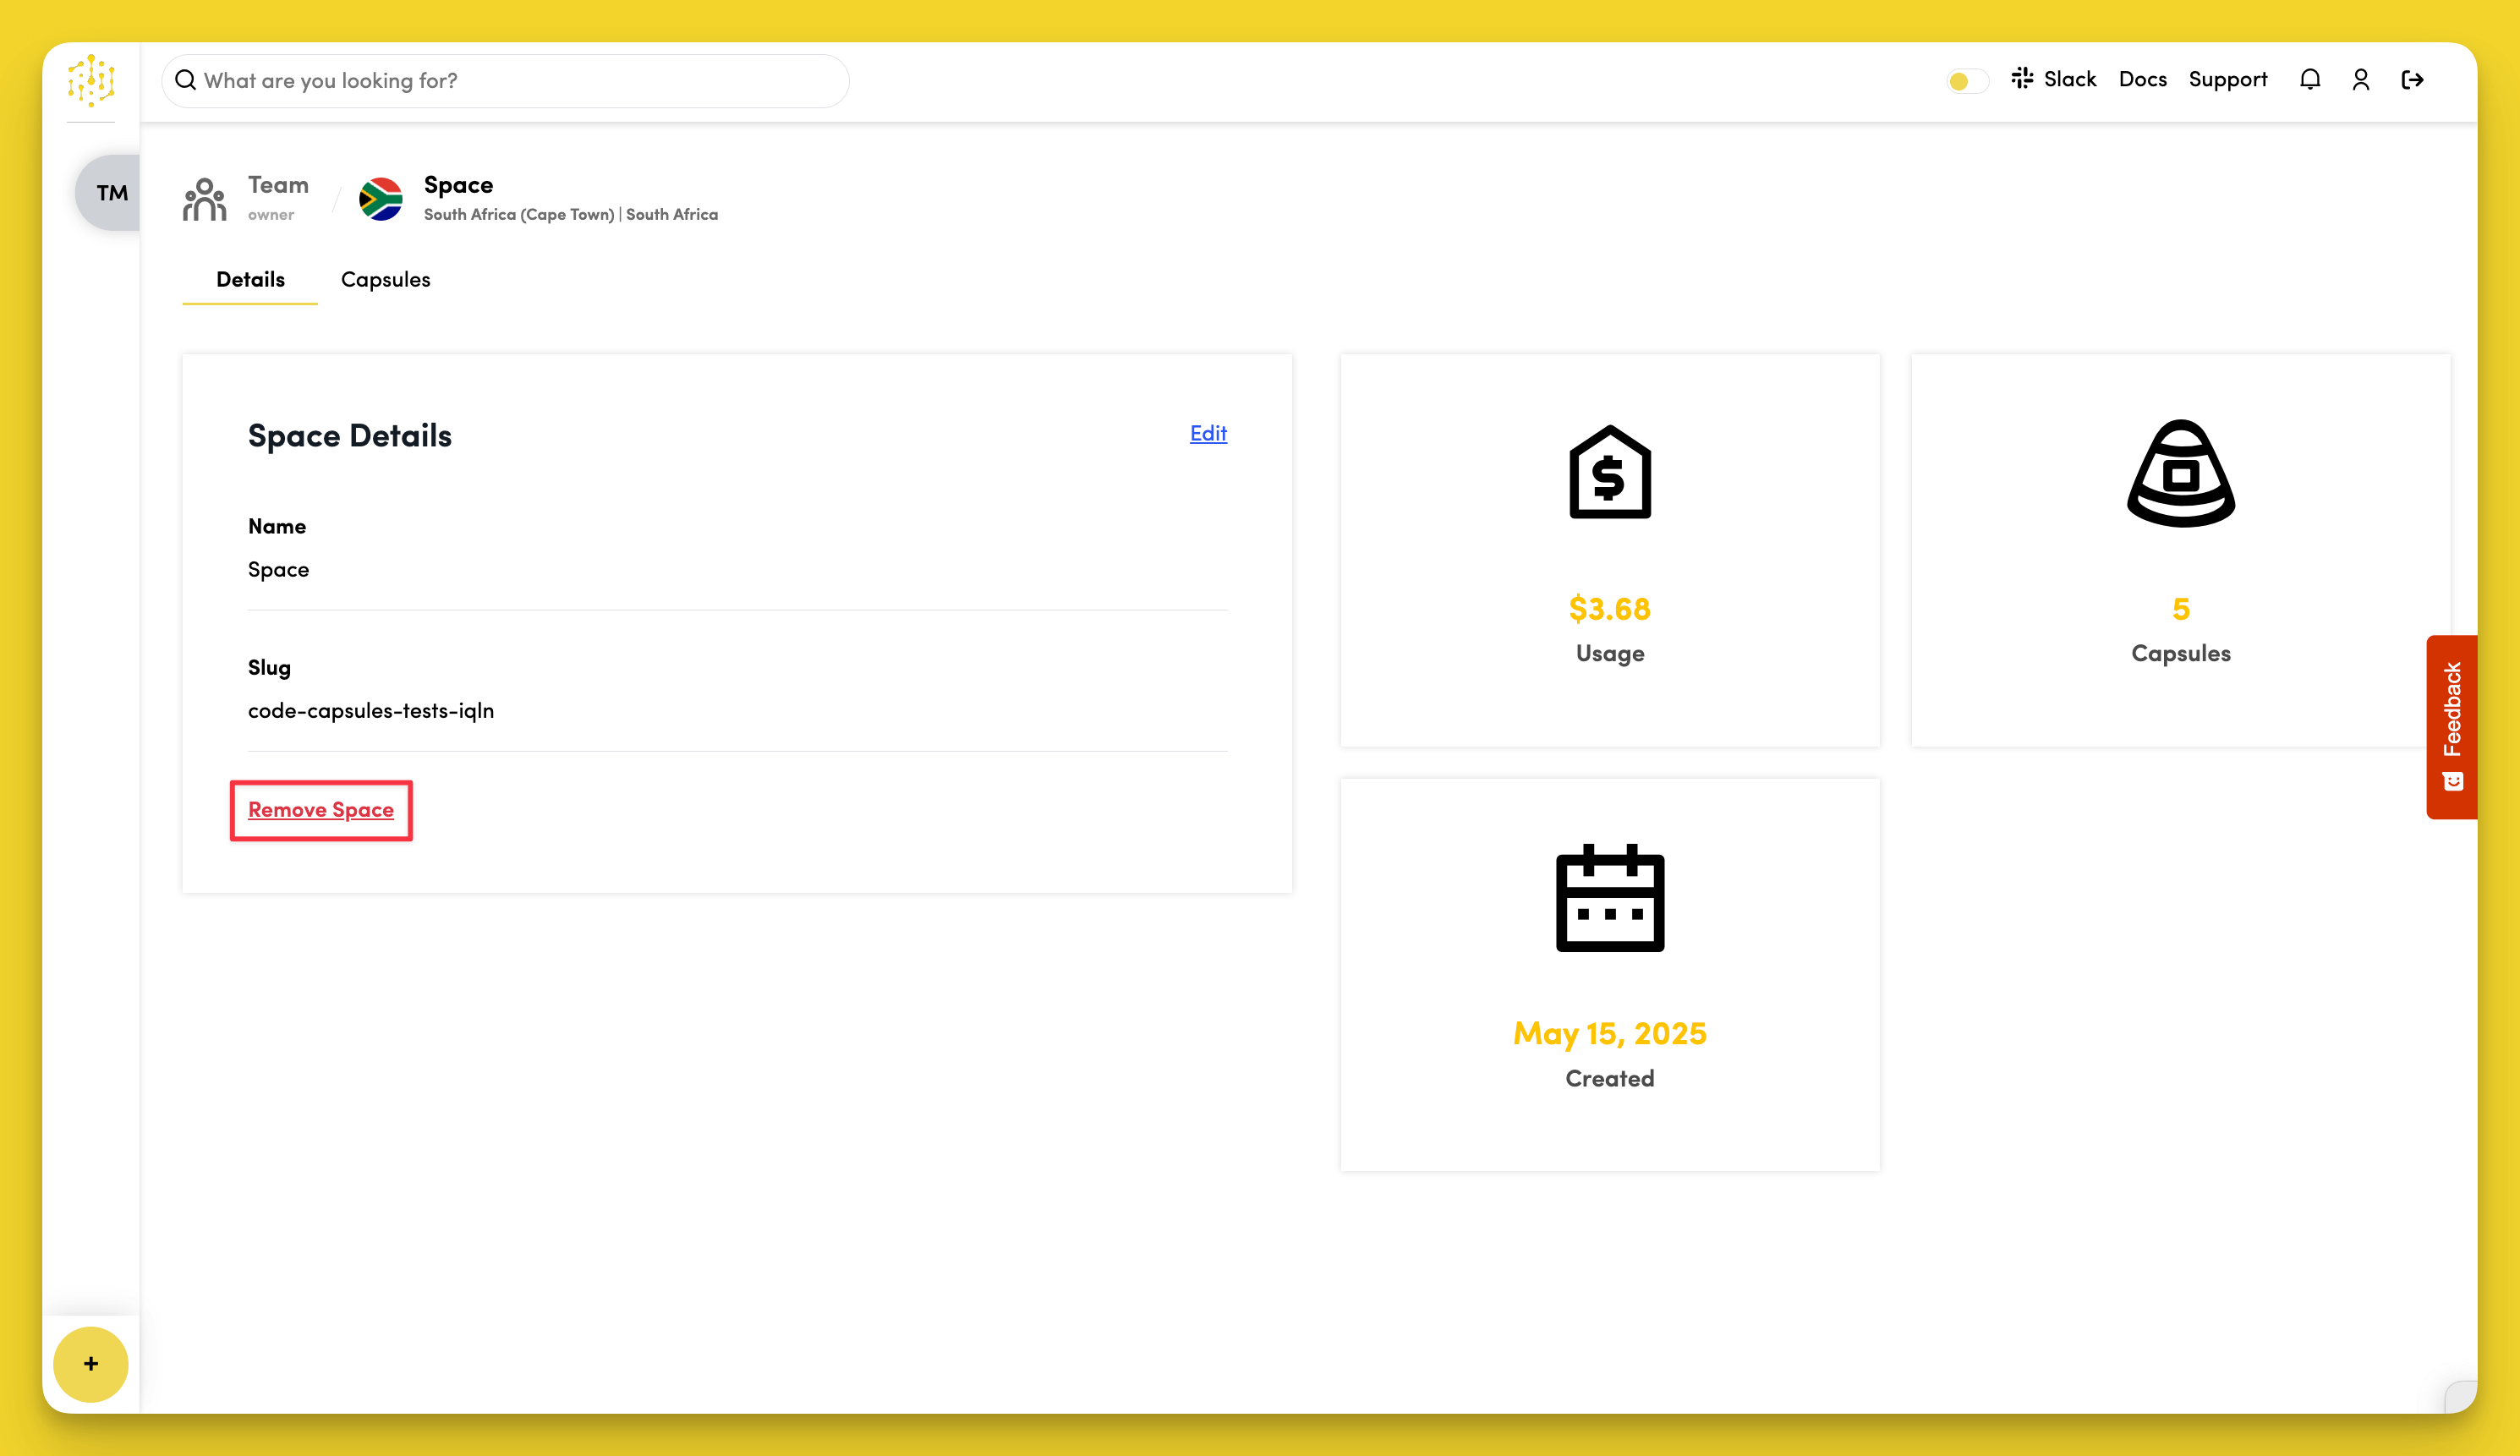 What are you looking for?
Slack Docs Support
TM
Team
owner
/
Space
South Africa (Cape Town) | South Africa
Details Capsules
Space Details
Edit
Name
Space
Slug
code-capsules-tests-iqln
Remove Space
$3.68
Usage
5
Capsules
May 15, 2025
Created
Feedback
+